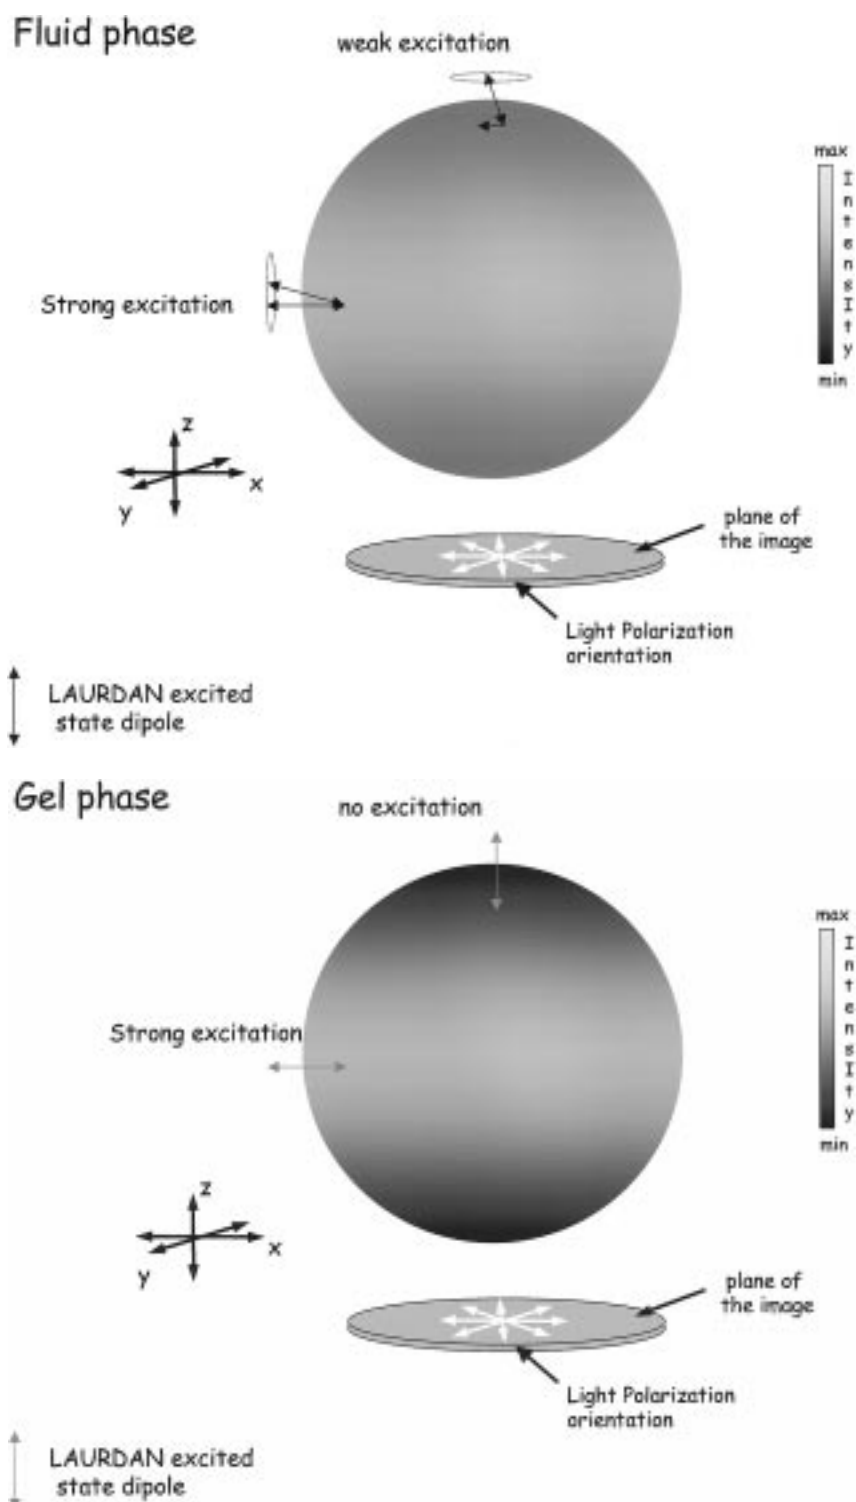 Fluid phase
weak excitation
max
IntensIty
min
Strong excitation
z
x
y
plane of
the image
Light Polarization
orientation
LAURDAN excited
state dipole
Gel phase
no excitation
max
IntensIty
min
Strong excitation
z
x
y
plane of
the image
Light Polarization
orientation
LAURDAN excited
state dipole